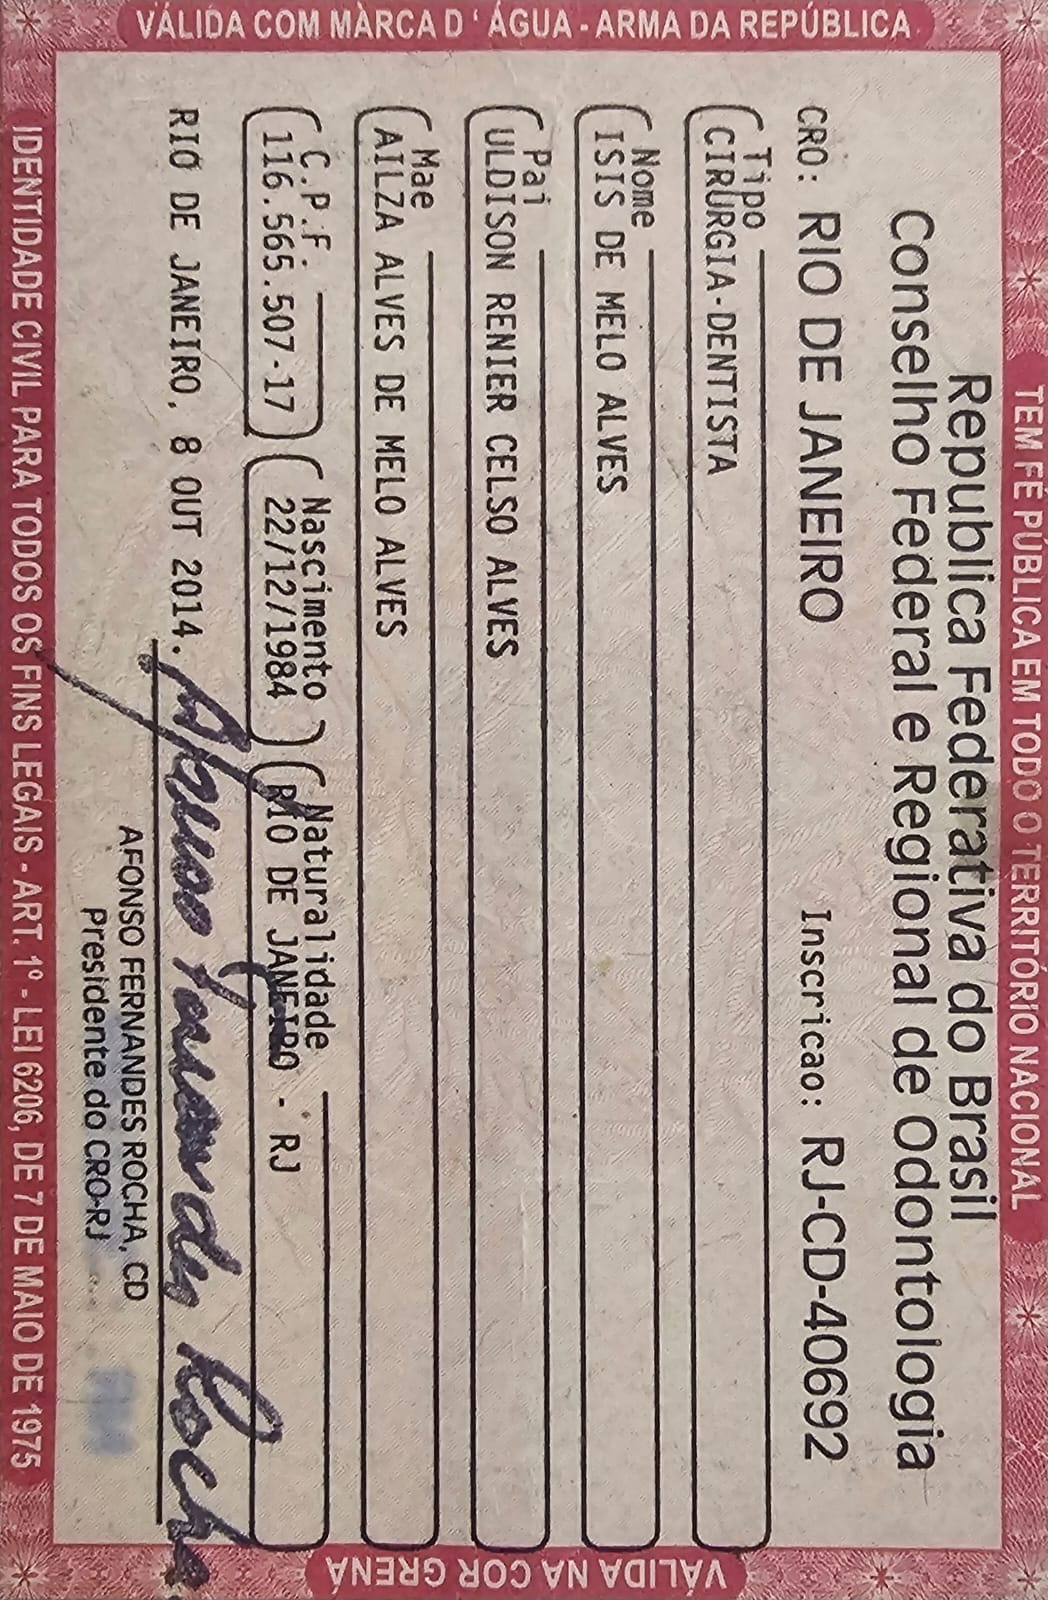 TEM FÉ PÚBLICA EM TODO O TERRITÓRIO NACIONAL
Republica Federativa do Brasil
Conselho Federal e Regional de Odontologia
CRO: RIO DE JANEIRO Inscricao: RJ-CD-40692
Tipo
CIRURGIA-DENTISTA
Nome
ISIS DE MELO ALVES
Pai
ULDISON RENIER CELSO ALVES
Mae
AILZA ALVES DE MELO ALVES
C.P.F. Nascimento Naturalidade
116.565.507-17 22/12/1984 RIO DE JANEIRO - RJ
RIO DE JANEIRO, 8 OUT 2014.
Afonso Fernandes Rocha
AFONSO FERNANDES ROCHA, CD
Presidente do CRO-RJ
IDENTIDADE CIVIL PARA TODOS OS FINS LEGAIS - ART. 1º - LEI 6206, DE 7 DE MAIO DE 1975
VÁLIDA COM MÀRCA D ' ÁGUA - ARMA DA REPÚBLICA
VÁLIDA NA COR GRENÁ